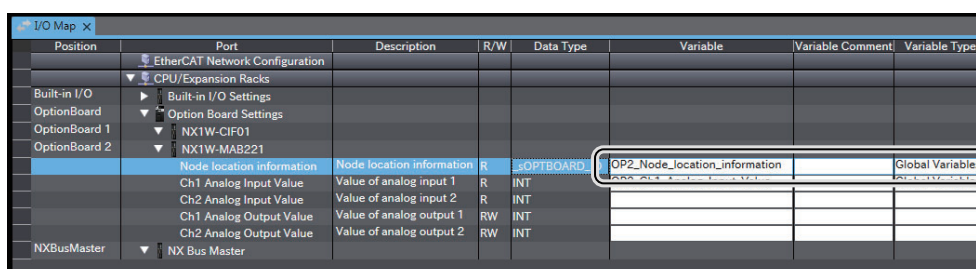 I/O Map ×
Position Port Description R/W Data Type Variable Variable Comment Variable Type
EtherCAT Network Configuration
CPU/Expansion Racks
Built-in I/O Built-in I/O Settings
OptionBoard Option Board Settings
OptionBoard 1 NX1W-CIF01
OptionBoard 2 NX1W-MAB221
Node location information Node location information R _sOPTBOARD_ OP2_Node_location_information Global Variables
Ch1 Analog Input Value Value of analog input 1 R INT OP2_Ch1_Analog_Input_Value Global Variables
Ch2 Analog Input Value Value of analog input 2 R INT
Ch1 Analog Output Value Value of analog output 1 RW INT
Ch2 Analog Output Value Value of analog output 2 RW INT
NXBusMaster NX Bus Master